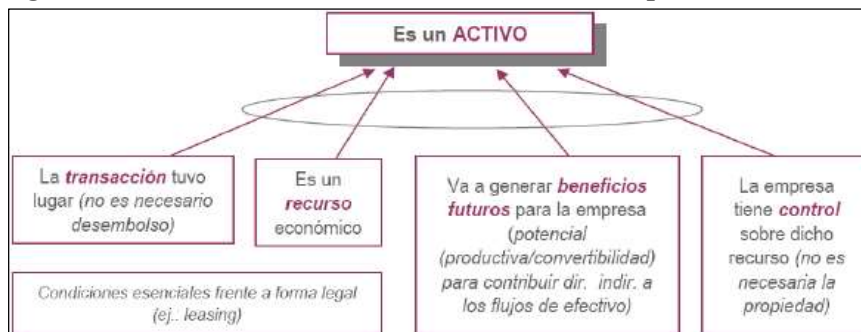 Es un ACTIVO
La transacción tuvo
lugar (no es necesario
desembolso)
Es un
recurso
económico
Va a generar beneficios
futuros para la empresa
(potencial
(productiva/convertibilidad)
para contribuir dir. indir. a
los flujos de efectivo)
La empresa
tiene control
sobre dicho
recurso (no es
necesaria la
propiedad)
Condiciones esenciales frente a forma legal
(ej.. leasing)